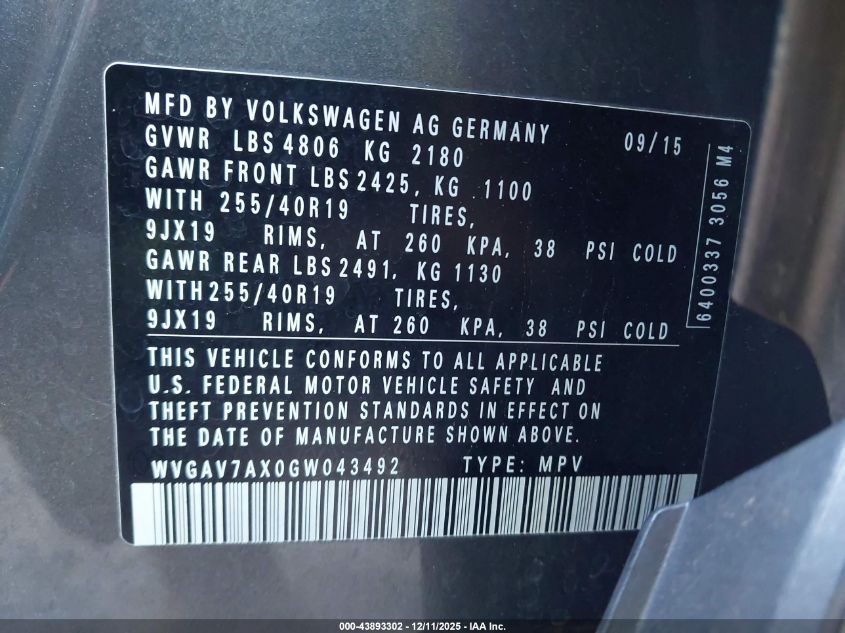 MFD BY VOLKSWAGEN AG GERMANY 09/15
GVWR LBS 4806 KG 2180
GAWR FRONT LBS 2425, KG 1100
WITH 255/40R19 TIRES,
9JX19 RIMS, AT 260 KPA, 38 PSI COLD
GAWR REAR LBS 2491, KG 1130
WITH 255/40R19 TIRES,
9JX19 RIMS, AT 260 KPA, 38 PSI COLD
6400337 3056 M4
THIS VEHICLE CONFORMS TO ALL APPLICABLE
U.S. FEDERAL MOTOR VEHICLE SAFETY AND
THEFT PREVENTION STANDARDS IN EFFECT ON
THE DATE OF MANUFACTURE SHOWN ABOVE.
WVGAV7AX0GW043492 TYPE: MPV
000-43893302 - 12/11/2025 - IAA Inc.